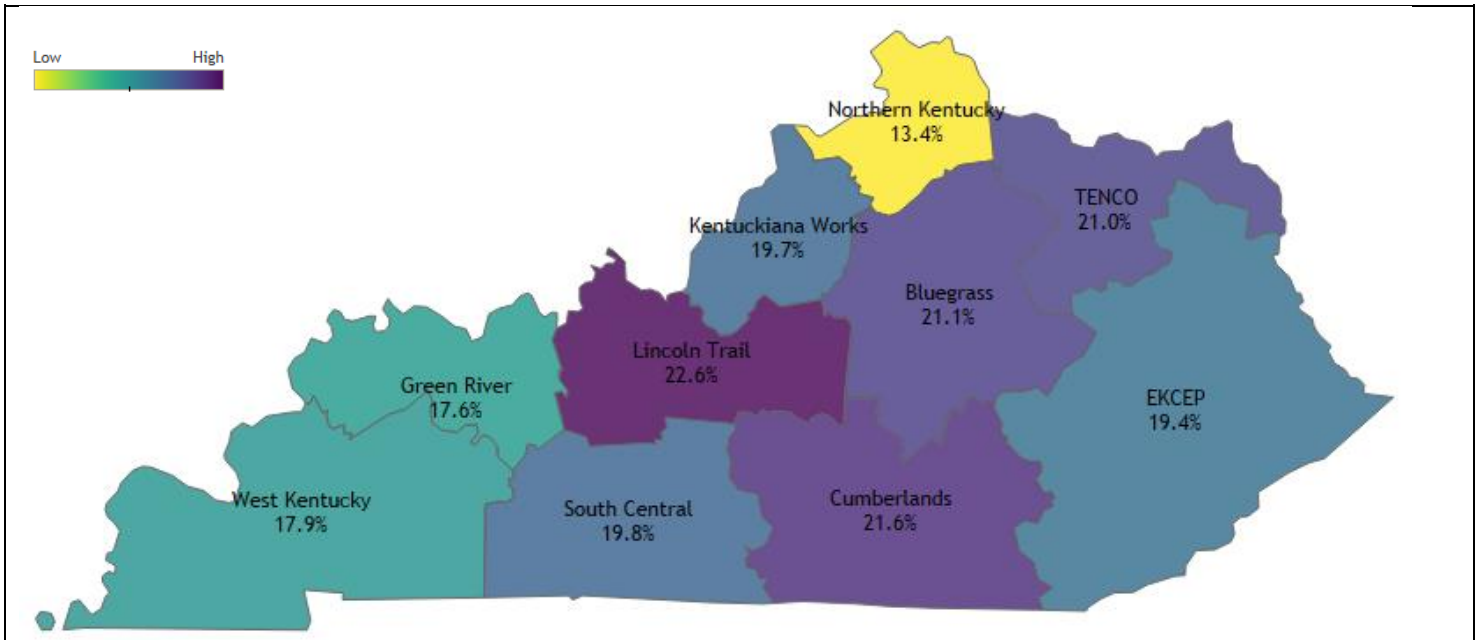 Low High
Northern Kentucky
13.4%
TENCO
21.0%
Kentuckiana Works
19.7%
Bluegrass
21.1%
Lincoln Trail
22.6%
Green River
17.6%
EKCEP
19.4%
West Kentucky
17.9%
South Central
19.8%
Cumberlands
21.6%